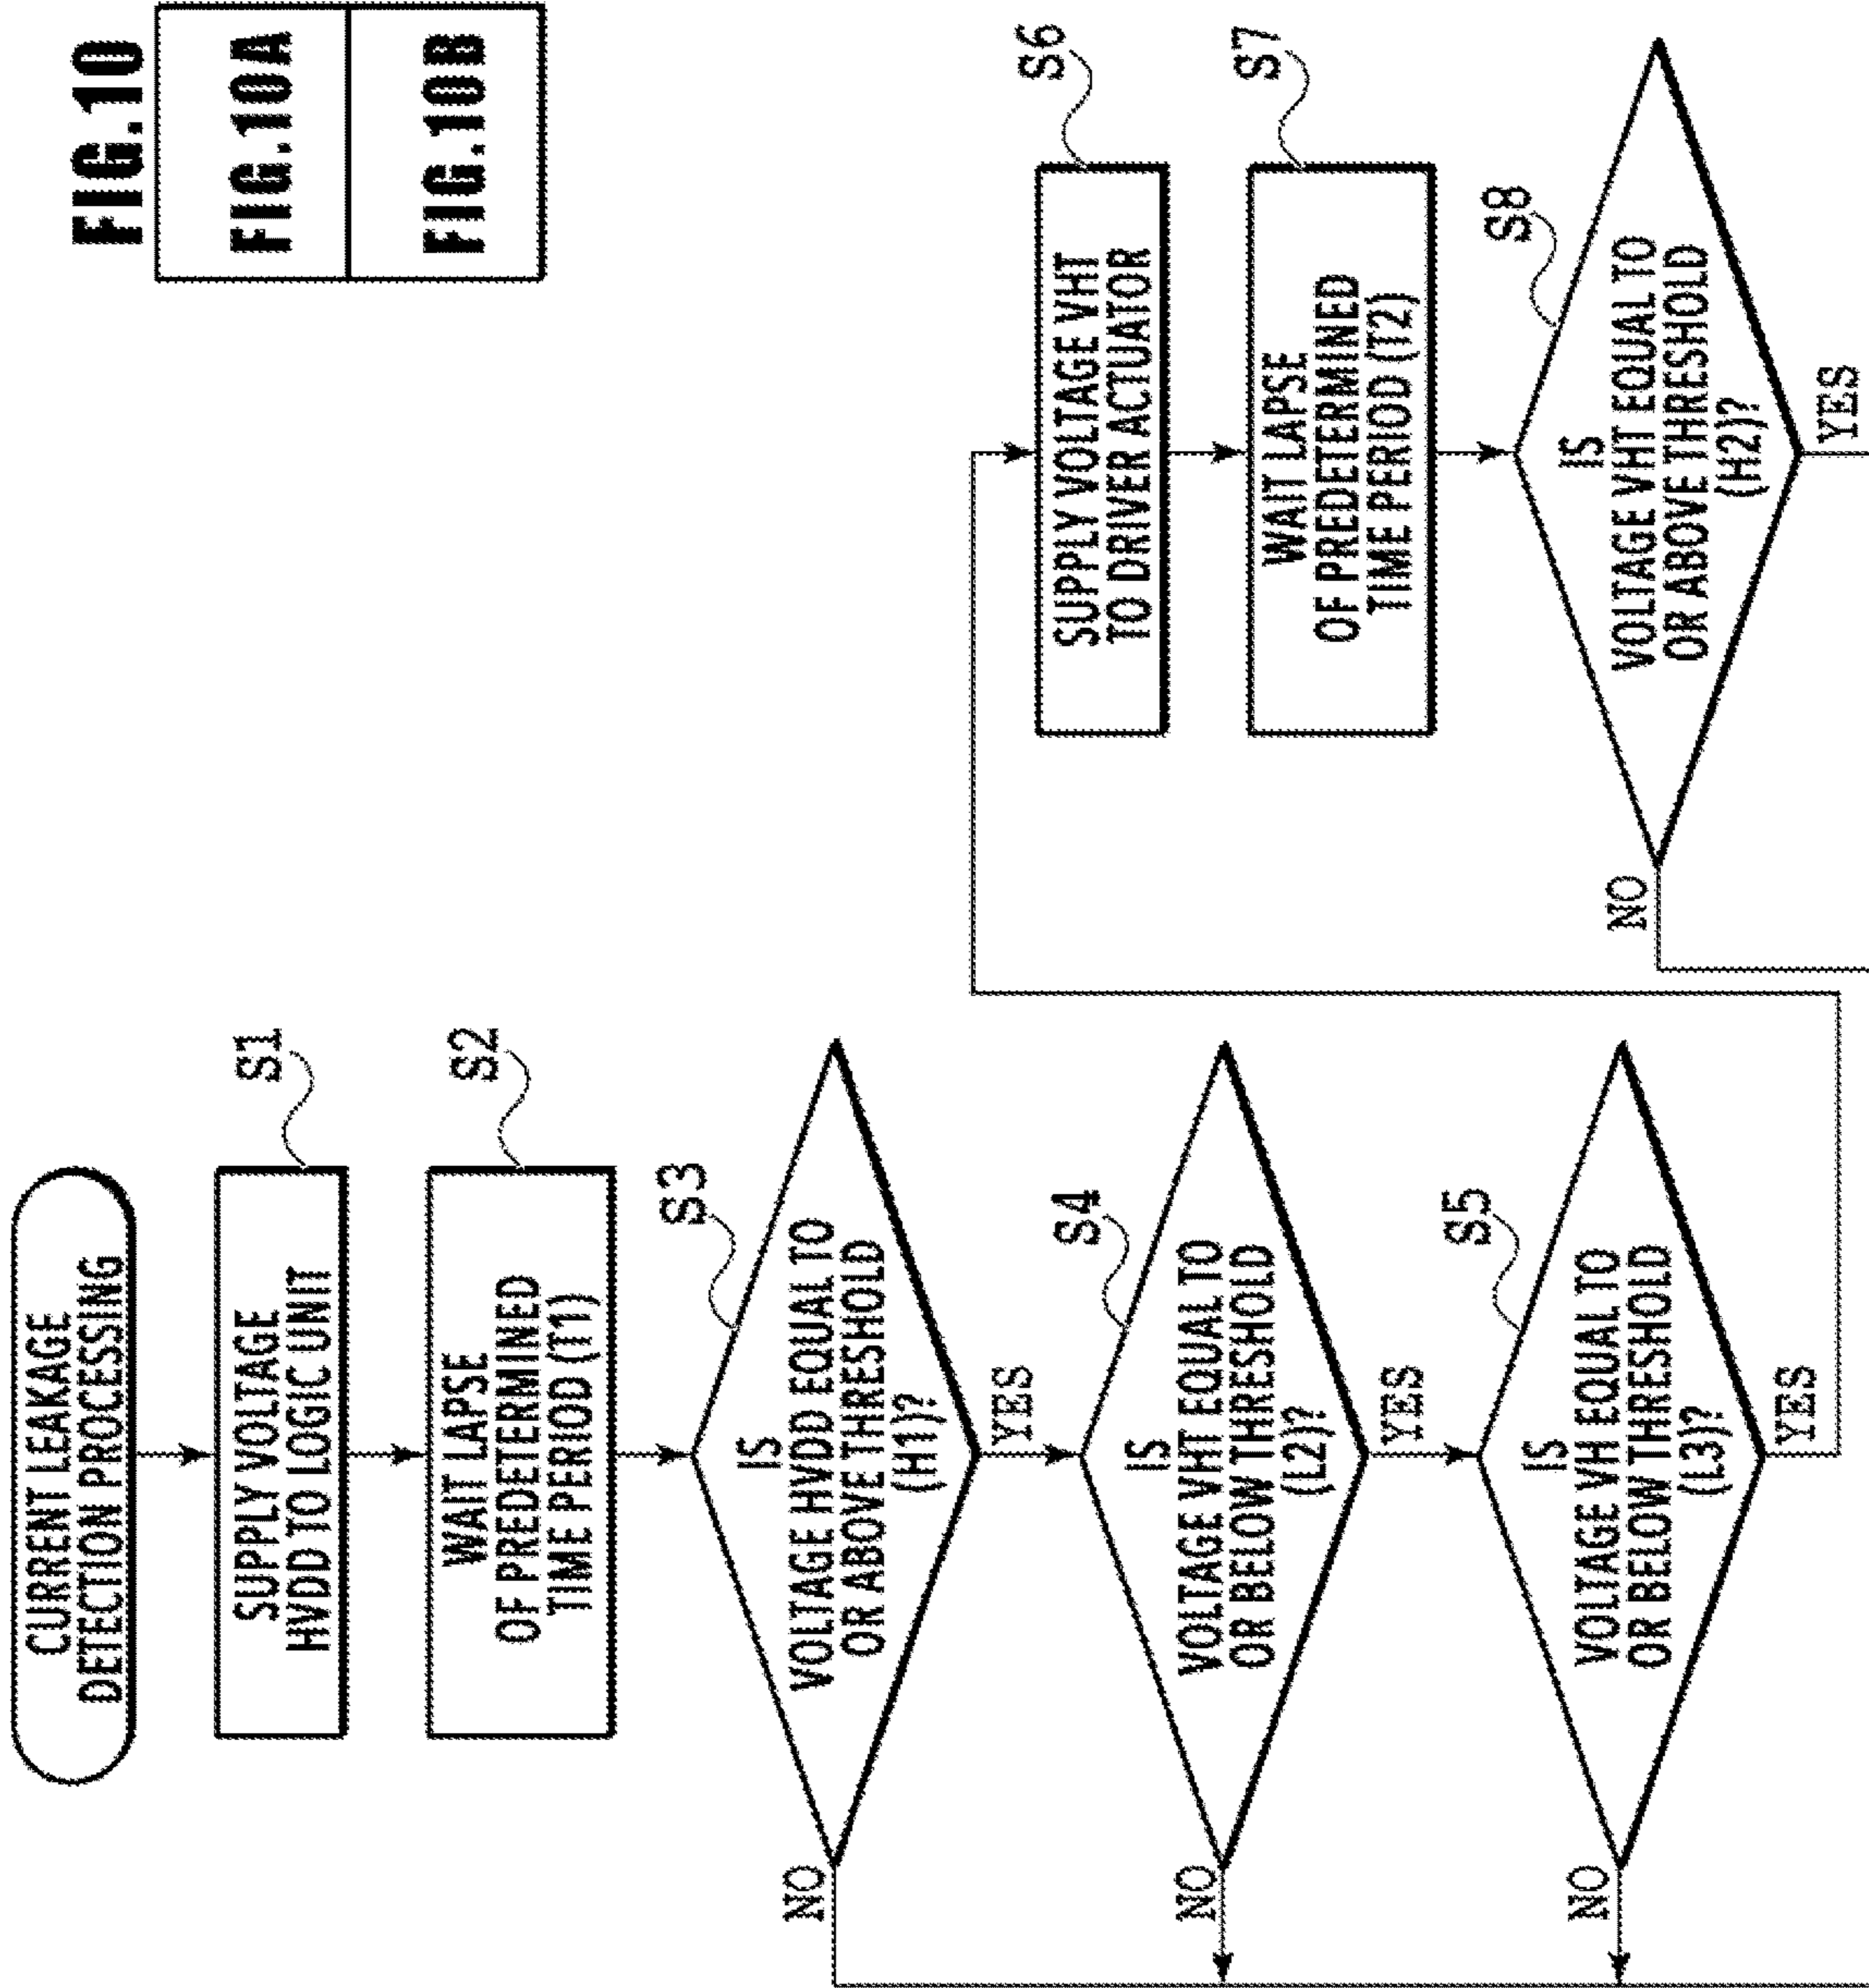 FIG.10
FIG.10A
FIG.10B
CURRENT LEAKAGE
DETECTION PROCESSING
SUPPLY VOLTAGE
HVDD TO LOGIC UNIT
S1
WAIT LAPSE
OF PREDETERMINED
TIME PERIOD (T1)
S2
IS
VOLTAGE HVDD EQUAL TO
OR ABOVE THRESHOLD
(H1)?
S3
NO
YES
IS
VOLTAGE VHT EQUAL TO
OR BELOW THRESHOLD
(L2)?
S4
NO
YES
IS
VOLTAGE VH EQUAL TO
OR BELOW THRESHOLD
(L3)?
S5
NO
YES
SUPPLY VOLTAGE VHT
TO DRIVER ACTUATOR
S6
WAIT LAPSE
OF PREDETERMINED
TIME PERIOD (T2)
S7
IS
VOLTAGE VHT EQUAL TO
OR ABOVE THRESHOLD
(H2)?
S8
NO
YES